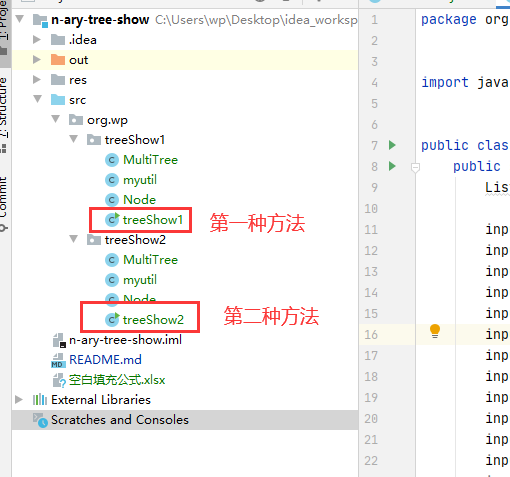 n-ary-tree-show C:\Users\wp\Desktop\idea_worksp
.idea
out
res
src
org.wp
treeShow1
MultiTree
myutil
Node
treeShow1
第一种方法
treeShow2
MultiTree
myutil
Node
treeShow2
第二种方法
n-ary-tree-show.iml
README.md
空白填充公式.xlsx
External Libraries
Scratches and Consoles
1: Proje
7: Structure
Commit
1 package org
2
3
4 import java
5
6
7 public clas
8 public
9 Lis
10
11 inp
12 inp
13 inp
14 inp
15 inp
16 inp
17 inp
18 inp
19 inp
20 inp
21 inp
22 inp